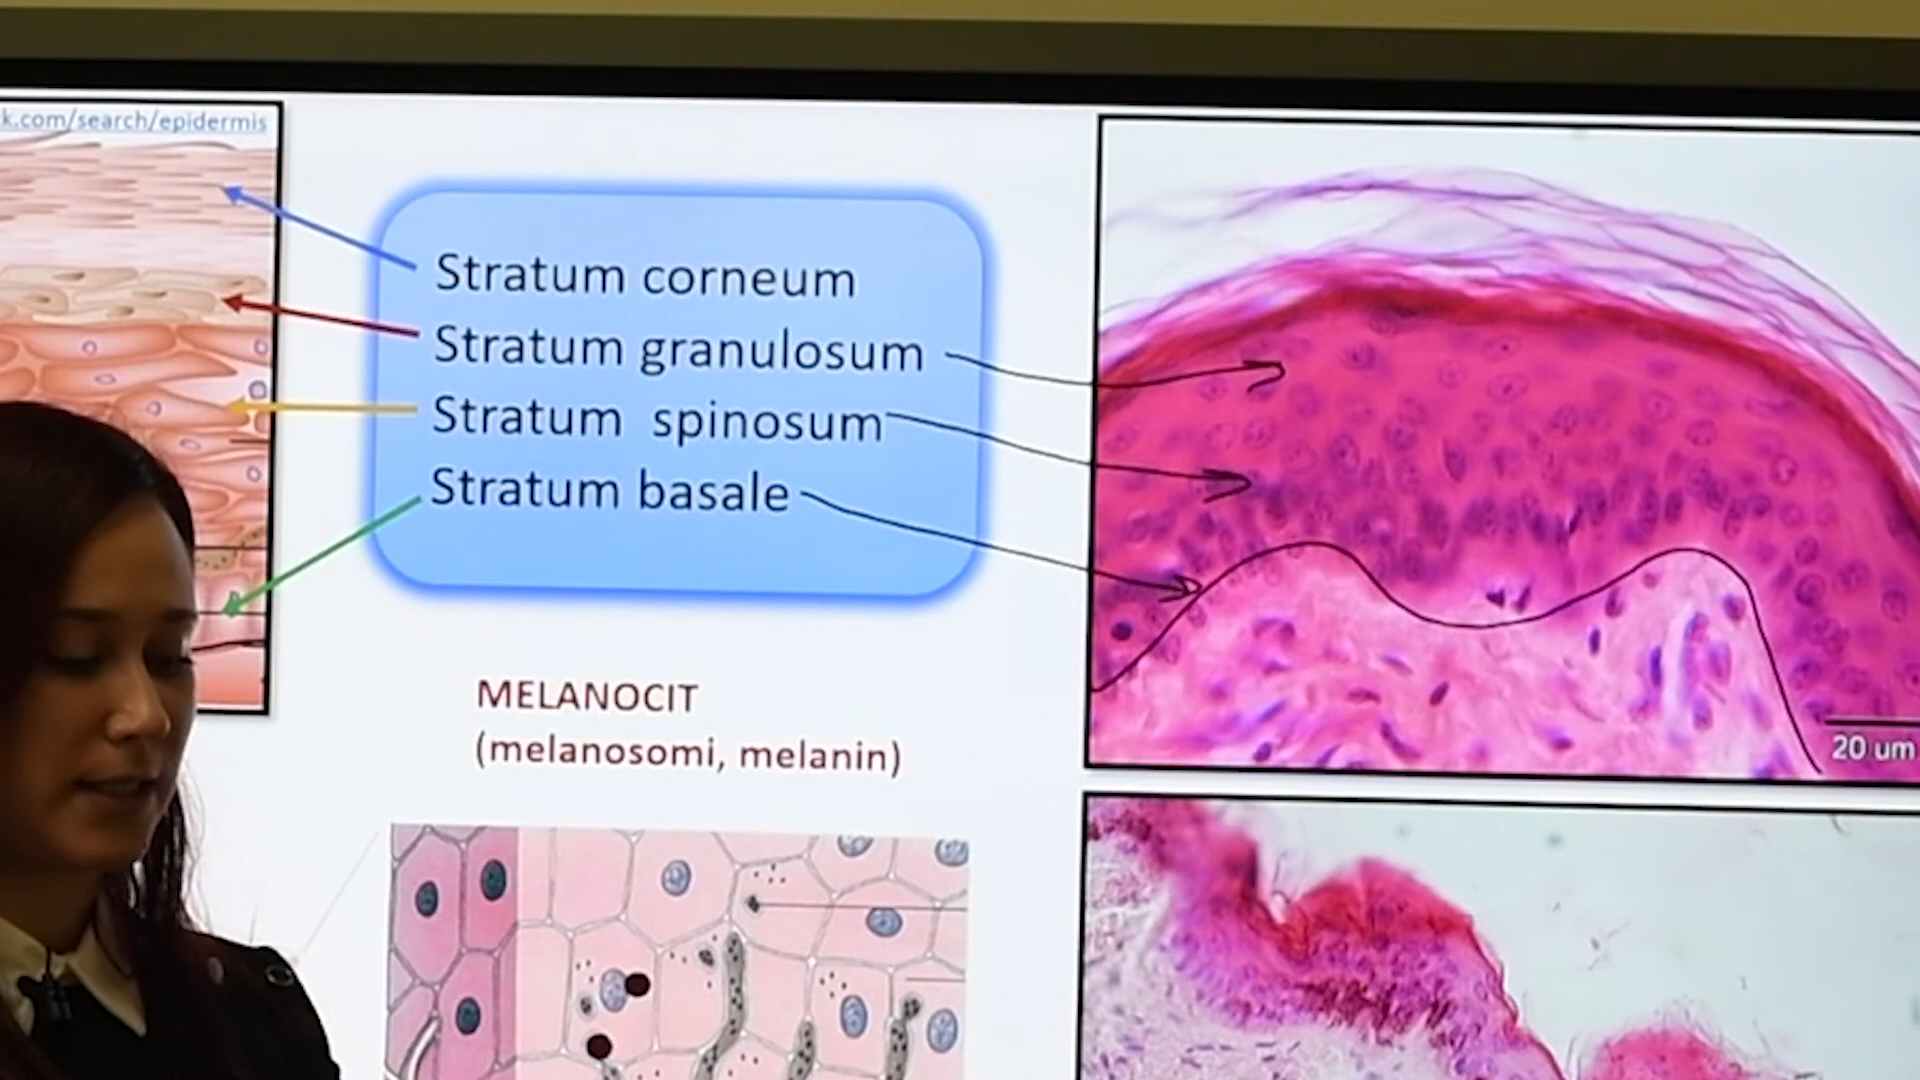 k.com/search/epidermis
Stratum corneum
Stratum granulosum
Stratum spinosum
Stratum basale
20 um
MELANOCIT
(melanosomi, melanin)